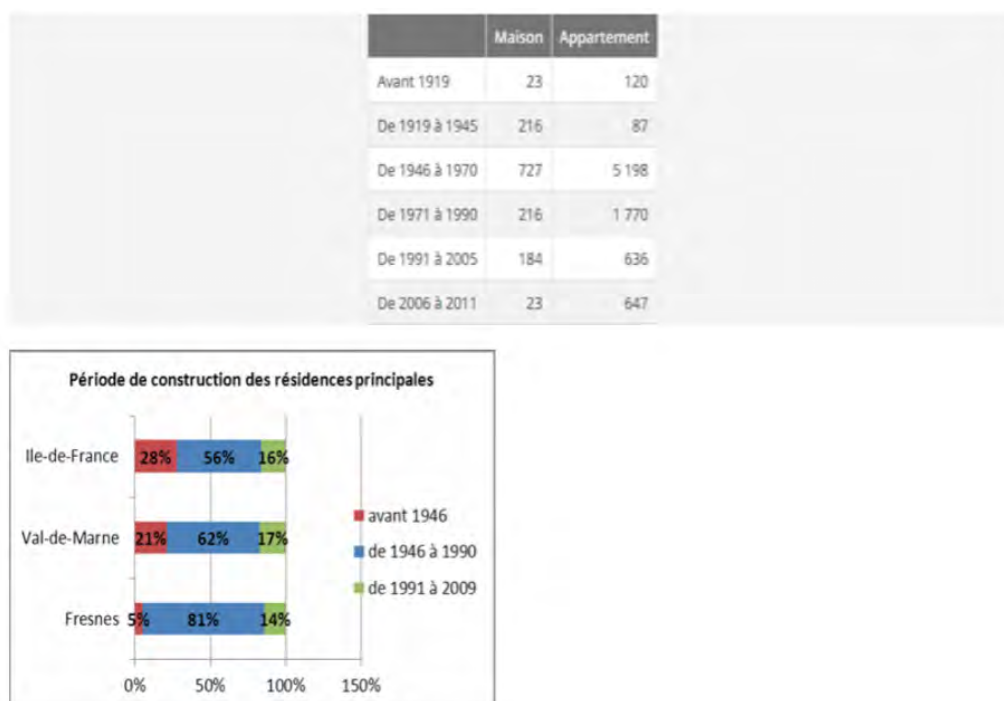 Maison Appartement
Avant 1919 23 120
De 1919 à 1945 216 87
De 1946 à 1970 727 5 198
De 1971 à 1990 216 1 770
De 1991 à 2005 184 636
De 2006 à 2011 23 647
Période de construction des résidences principales
Ile-de-France 28% 56% 16%
Val-de-Marne 21% 62% 17%
Fresnes 5% 81% 14%
avant 1946
de 1946 à 1990
de 1991 à 2009
0% 50% 100% 150%